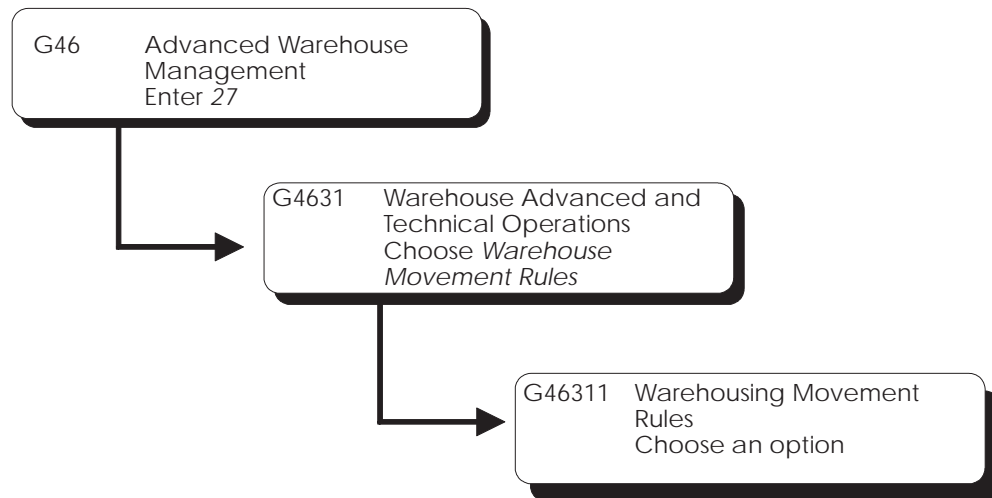 G46 Advanced Warehouse
Management
Enter 27
G4631 Warehouse Advanced and
Technical Operations
Choose Warehouse
Movement Rules
G46311 Warehousing Movement
Rules
Choose an option